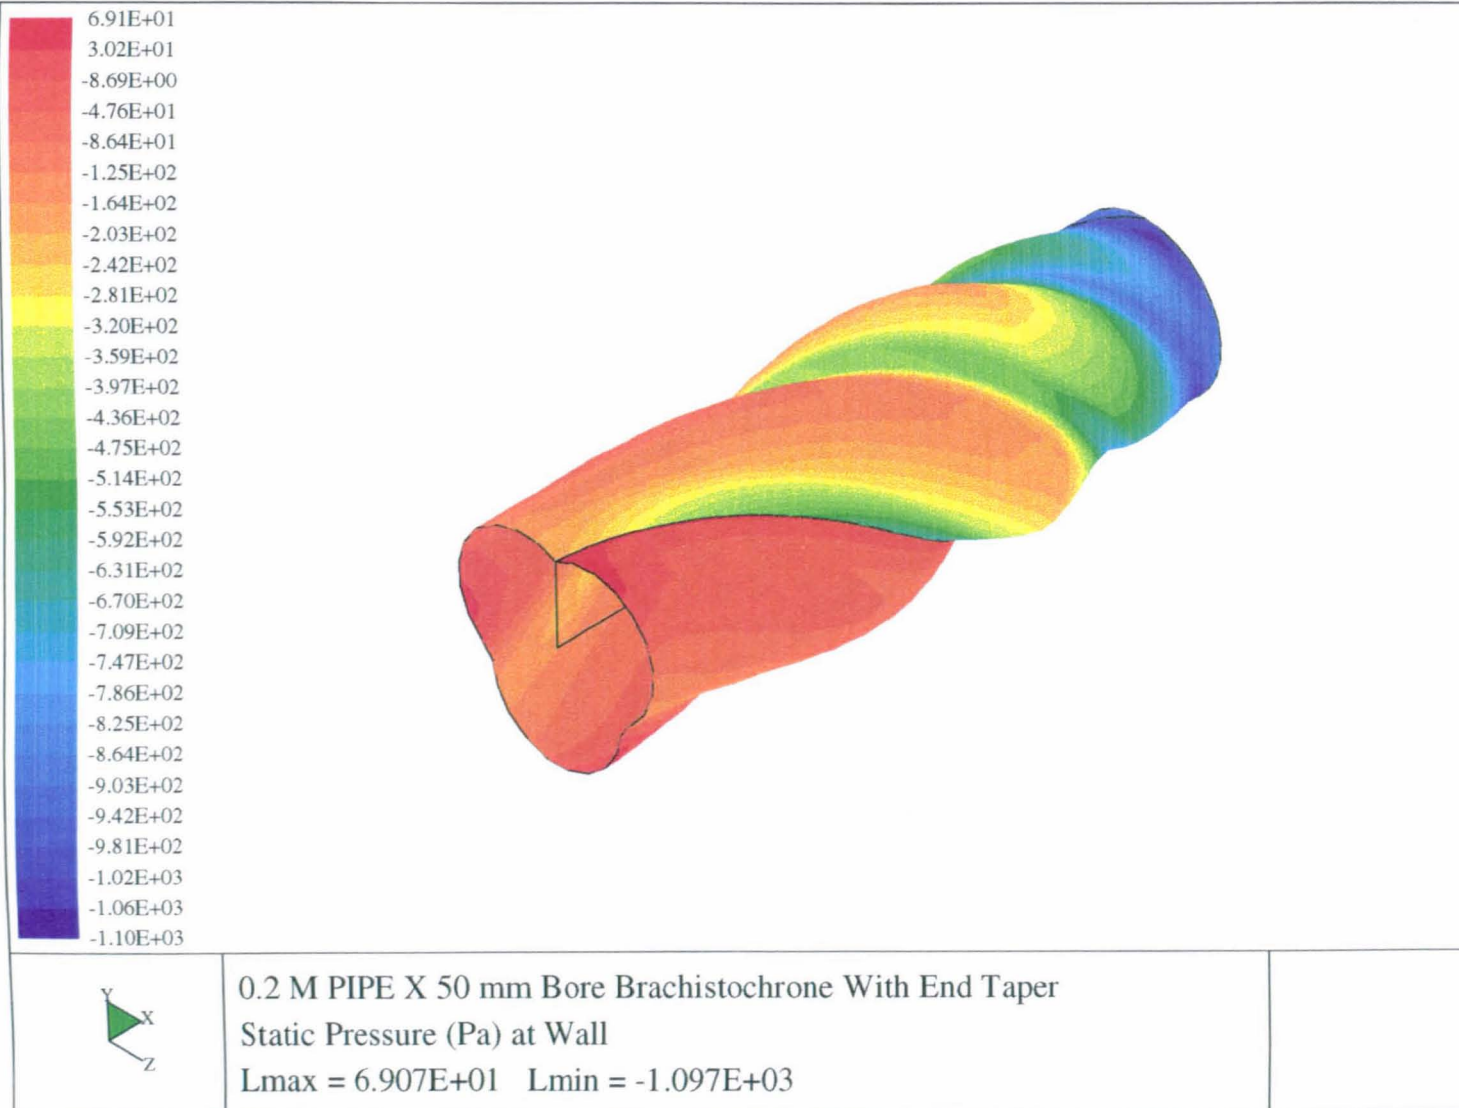 6.91E+01
3.02E+01
-8.69E+00
-4.76E+01
-8.64E+01
-1.25E+02
-1.64E+02
-2.03E+02
-2.42E+02
-2.81E+02
-3.20E+02
-3.59E+02
-3.97E+02
-4.36E+02
-4.75E+02
-5.14E+02
-5.53E+02
-5.92E+02
-6.31E+02
-6.70E+02
-7.09E+02
-7.47E+02
-7.86E+02
-8.25E+02
-8.64E+02
-9.03E+02
-9.42E+02
-9.81E+02
-1.02E+03
-1.06E+03
-1.10E+03
Y
X
Z
0.2 M PIPE X 50 mm Bore Brachistochrone With End Taper
Static Pressure (Pa) at Wall
Lmax = 6.907E+01 Lmin = -1.097E+03